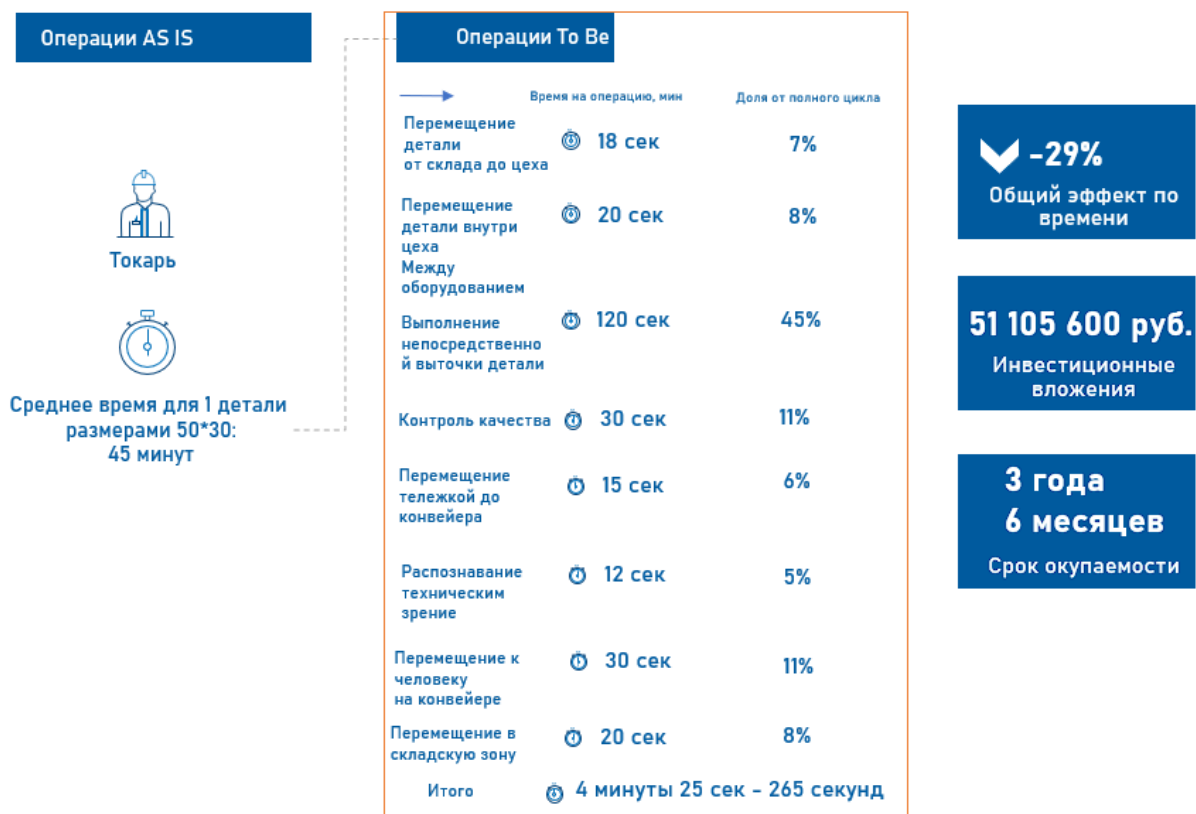 Операции AS IS
Токарь
Среднее время для 1 детали
размерами 50*30:
45 минут
Операции To Be
Время на операцию, мин
Доля от полного цикла
Перемещение
детали
от склада до цеха
18 сек
7%
Перемещение
детали внутри
цеха
Между
оборудованием
20 сек
8%
Выполнение
непосредственно
й выточки детали
120 сек
45%
Контроль качества
30 сек
11%
Перемещение
тележкой до
конвейера
15 сек
6%
Распознавание
техническим
зрение
12 сек
5%
Перемещение к
человеку
на конвейере
30 сек
11%
Перемещение в
складскую зону
20 сек
8%
Итого
4 минуты 25 сек - 265 секунд
-29%
Общий эффект по
времени
51 105 600 руб.
Инвестиционные
вложения
3 года
6 месяцев
Срок окупаемости